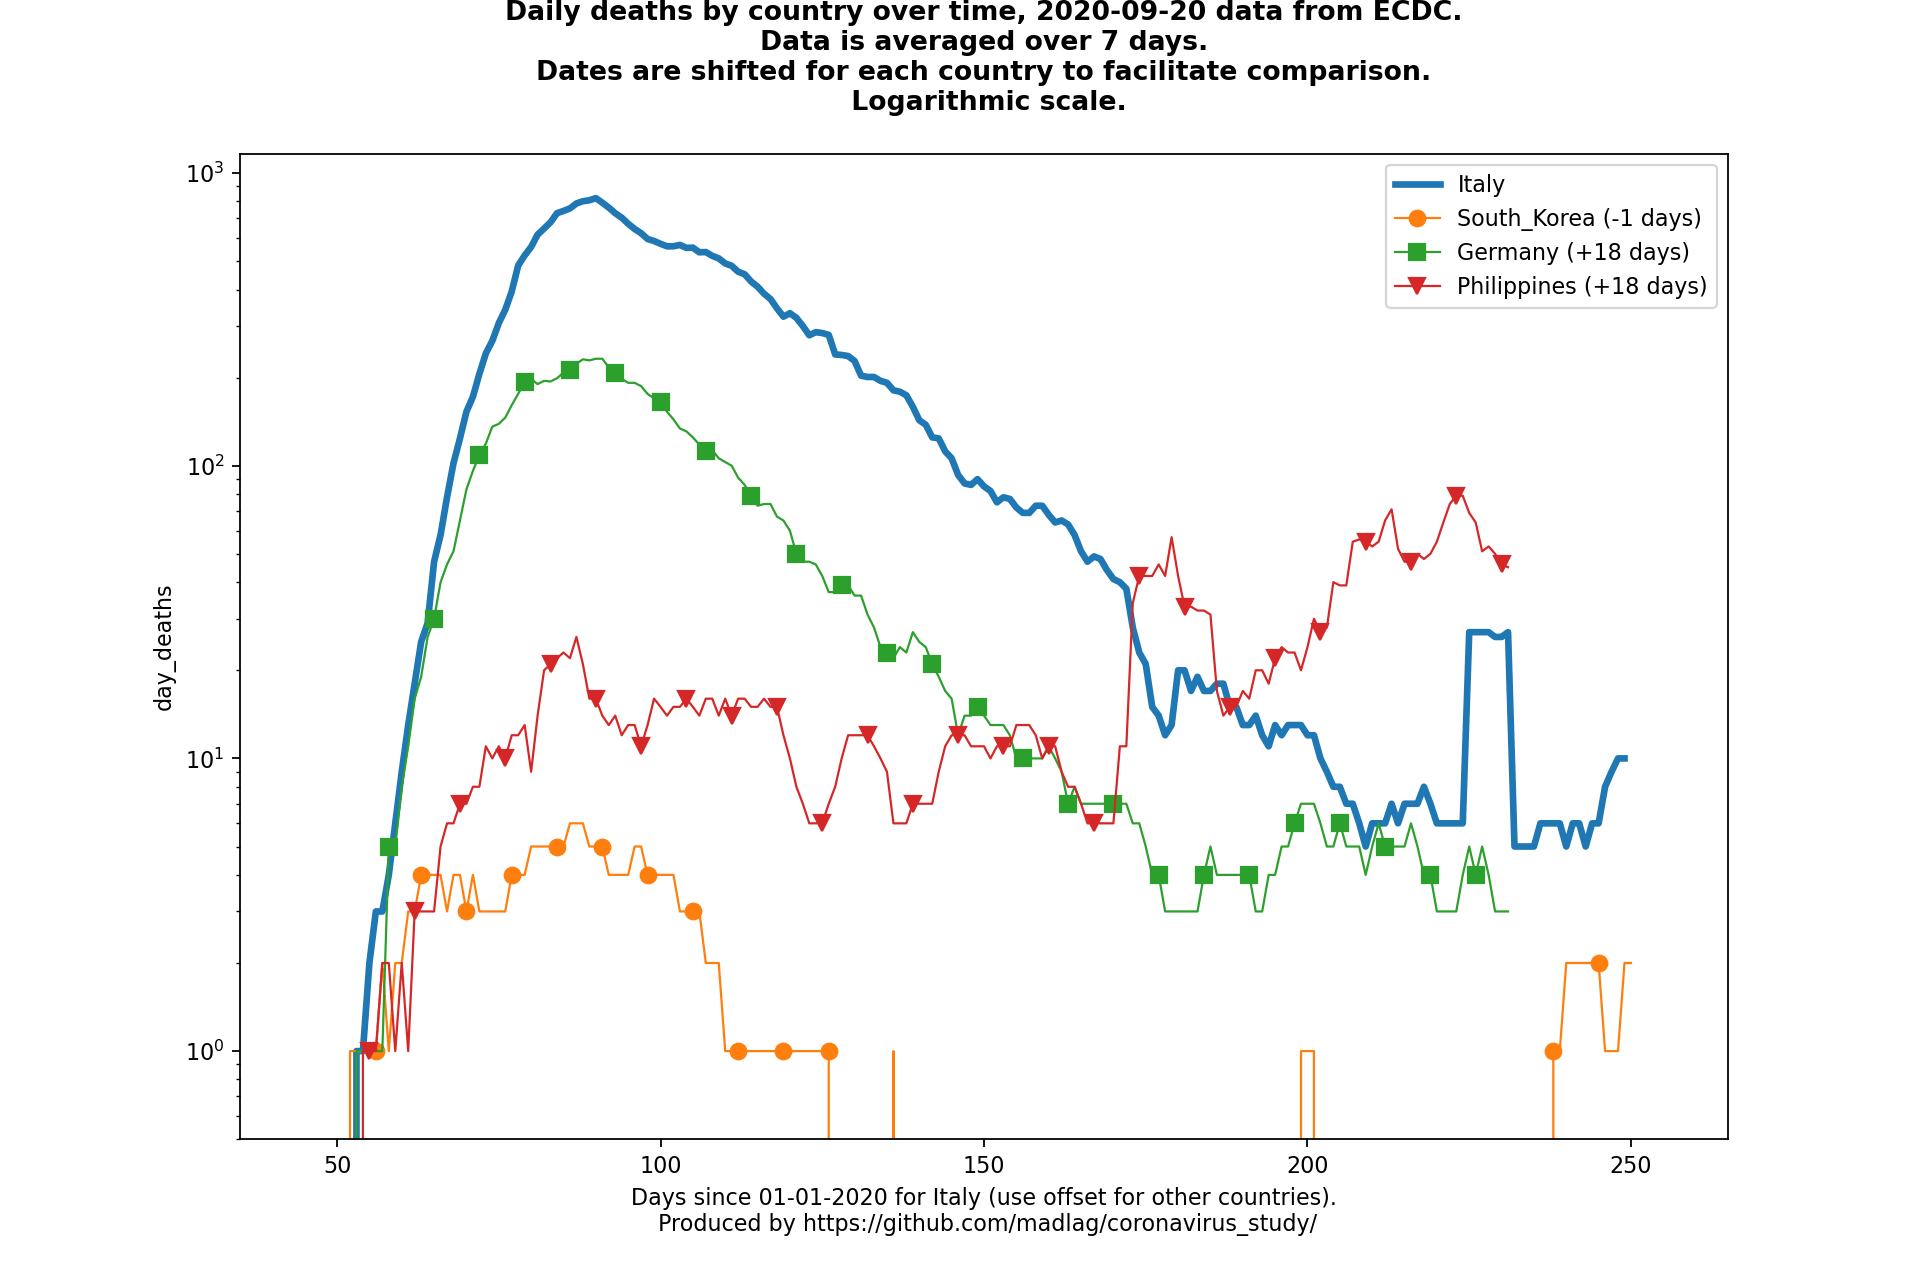 Daily deaths by country over time, 2020-09-20 data from ECDC.
Data is averaged over 7 days.
Dates are shifted for each country to facilitate comparison.
Logarithmic scale.
10³
10²
10¹
10⁰
day_deaths
Italy
South_Korea (-1 days)
Germany (+18 days)
Philippines (+18 days)
50 100 150 200 250
Days since 01-01-2020 for Italy (use offset for other countries).
Produced by https://github.com/madlag/coronavirus_study/